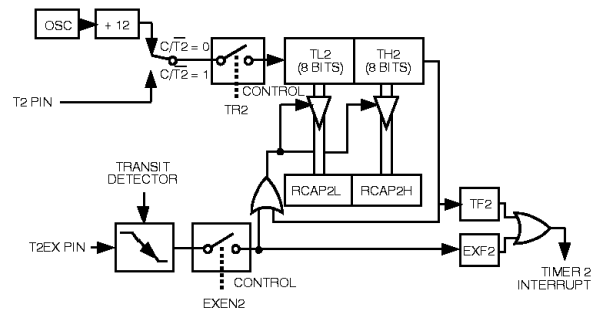 OSC
+ 12
C/T2 = 0
C/T2 = 1
T2 PIN
TR2
CONTROL
TL2
(8 BITS)
TH2
(8 BITS)
RCAP2L
RCAP2H
TRANSIT
DETECTOR
T2EX PIN
EXEN2
CONTROL
TF2
EXF2
TIMER 2
INTERRUPT